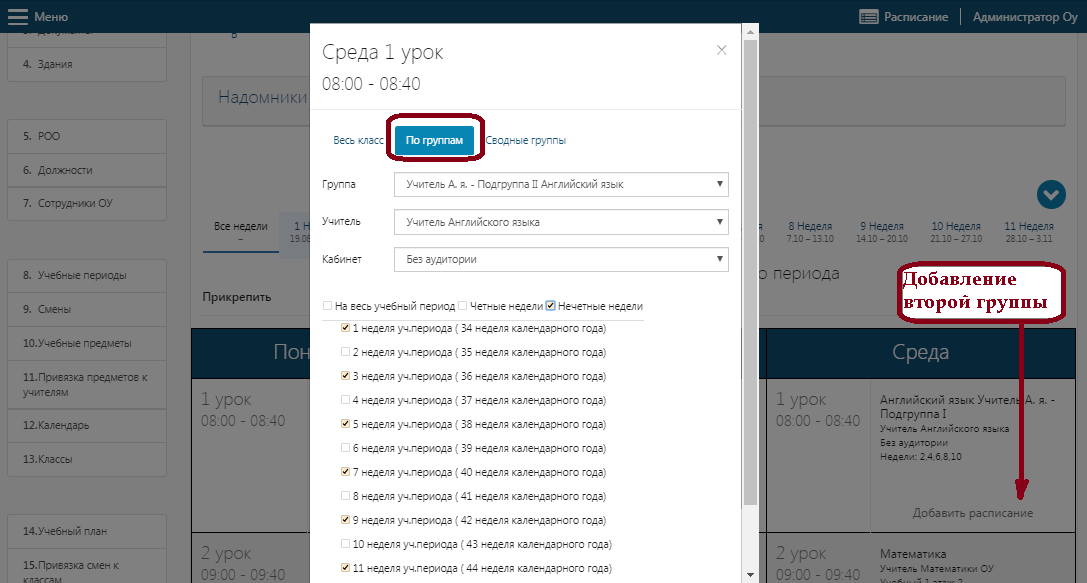 Меню
Расписание
Администратор Оу
4. Здания
5. РОО
6. Должности
7. Сотрудники ОУ
8. Учебные периоды
9. Смены
10.Учебные предметы
11.Привязка предметов к
учителям
12.Календарь
13.Классы
14.Учебный план
15.Привязка смен к
классам
Надомники
Все недели
–
1 Н
19.08
8 Неделя
7.10 – 13.10
9 Неделя
14.10 – 20.10
10 Неделя
21.10 – 27.10
11 Неделя
28.10 – 3.11
о периода
Прикрепить
Пон
1 урок
08:00 - 08:40
2 урок
09:00 - 09:40
Среда 1 урок
08:00 - 08:40
×
Весь класс
По группам
Сводные группы
Группа
Учитель А. я. - Подгруппа II Английский язык
Учитель
Учитель Английского языка
Кабинет
Без аудитории
На весь учебный период
Четные недели
Нечетные недели
1 неделя уч.периода ( 34 неделя календарного года)
2 неделя уч.периода ( 35 неделя календарного года)
3 неделя уч.периода ( 36 неделя календарного года)
4 неделя уч.периода ( 37 неделя календарного года)
5 неделя уч.периода ( 38 неделя календарного года)
6 неделя уч.периода ( 39 неделя календарного года)
7 неделя уч.периода ( 40 неделя календарного года)
8 неделя уч.периода ( 41 неделя календарного года)
9 неделя уч.периода ( 42 неделя календарного года)
10 неделя уч.периода ( 43 неделя календарного года)
11 неделя уч.периода ( 44 неделя календарного года)
Добавление
второй группы
Среда
1 урок
08:00 - 08:40
Английский язык Учитель А. я. -
Подгруппа I
Учитель Английского языка
Без аудитории
Недели: 2,4,6,8,10
Добавить расписание
2 урок
09:00 - 09:40
Математика
Учитель Математики ОУ